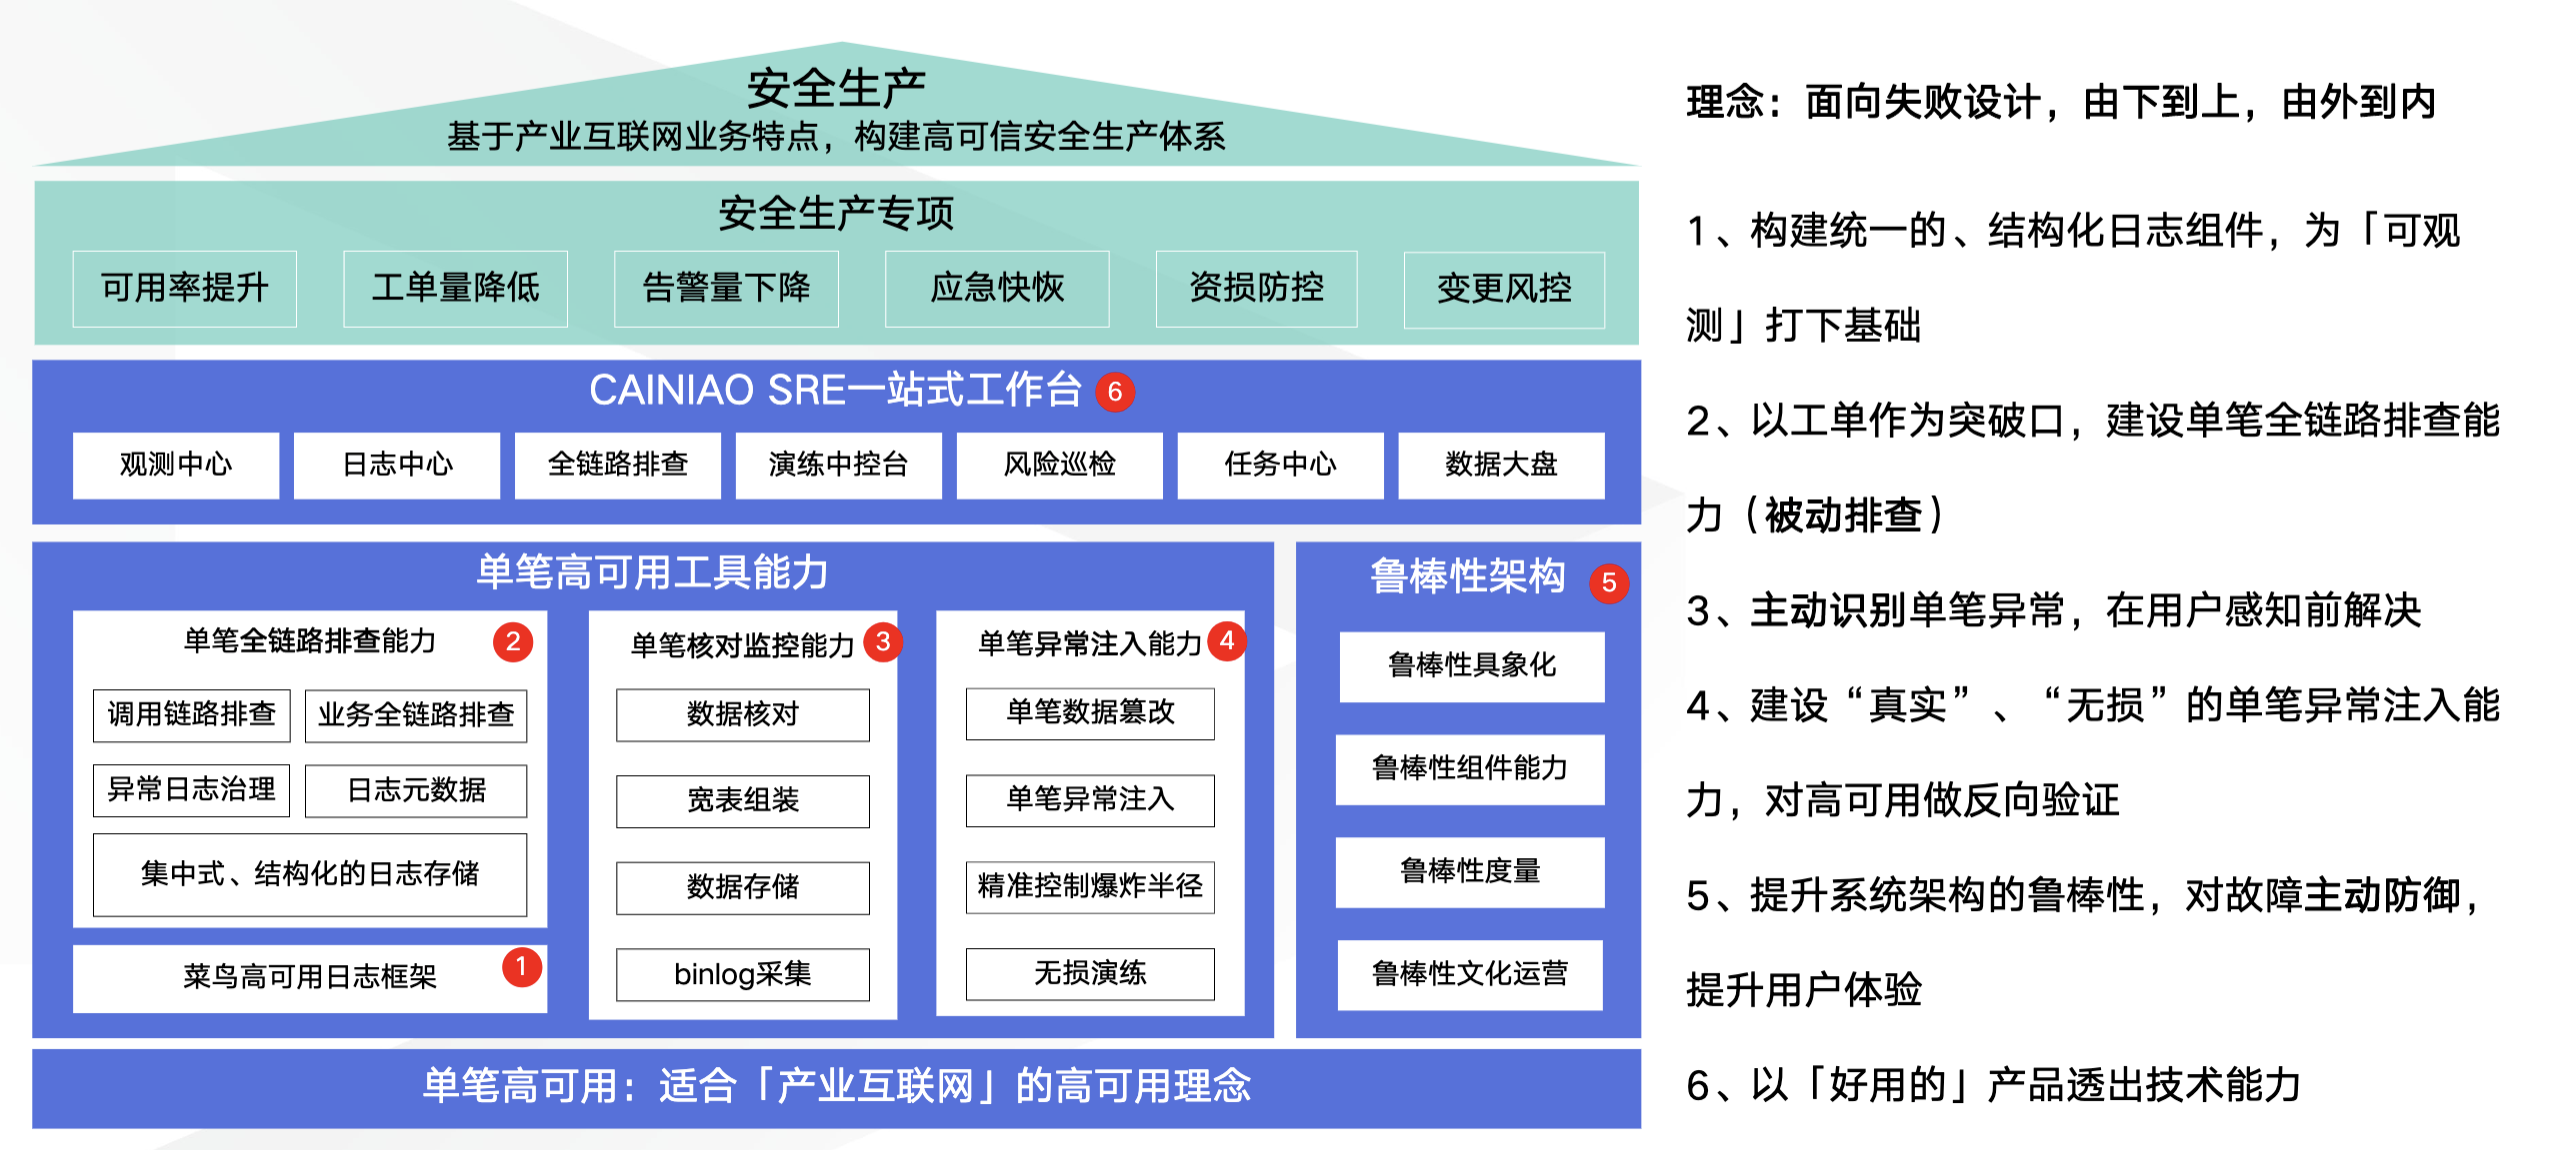 安全生产
基于产业互联网业务特点，构建高可信安全生产体系
安全生产专项
可用率提升
工单量降低
告警量下降
应急快恢
资损防控
变更风控
CAINIAO SRE一站式工作台 6
观测中心
日志中心
全链路排查
演练中控台
风险巡检
任务中心
数据大盘
单笔高可用工具能力
单笔全链路排查能力 2
调用链路排查
业务全链路排查
异常日志治理
日志元数据
集中式、结构化的日志存储
菜鸟高可用日志框架 1
单笔核对监控能力 3
数据核对
宽表组装
数据存储
binlog采集
单笔异常注入能力 4
单笔数据篡改
单笔异常注入
精准控制爆炸半径
无损演练
鲁棒性架构 5
鲁棒性具象化
鲁棒性组件能力
鲁棒性度量
鲁棒性文化运营
单笔高可用：适合「产业互联网」的高可用理念
理念：面向失败设计，由下到上，由外到内
1、构建统一的、结构化日志组件，为「可观
测」打下基础
2、以工单作为突破口，建设单笔全链路排查能
力（被动排查）
3、主动识别单笔异常，在用户感知前解决
4、建设“真实”、“无损”的单笔异常注入能
力，对高可用做反向验证
5、提升系统架构的鲁棒性，对故障主动防御，
提升用户体验
6、以「好用的」产品透出技术能力